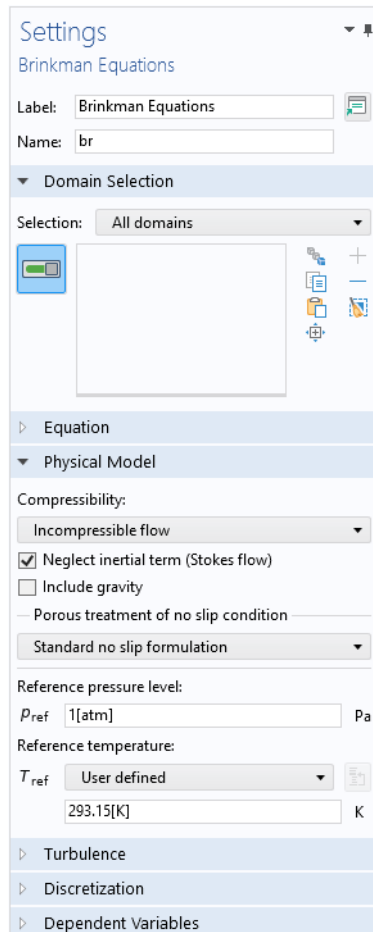 Settings
Brinkman Equations
Label: Brinkman Equations
Name: br
Domain Selection
Selection: All domains
Equation
Physical Model
Compressibility:
Incompressible flow
Neglect inertial term (Stokes flow)
Include gravity
Porous treatment of no slip condition
Standard no slip formulation
Reference pressure level:
pref 1[atm] Pa
Reference temperature:
Tref User defined
293.15[K] K
Turbulence
Discretization
Dependent Variables